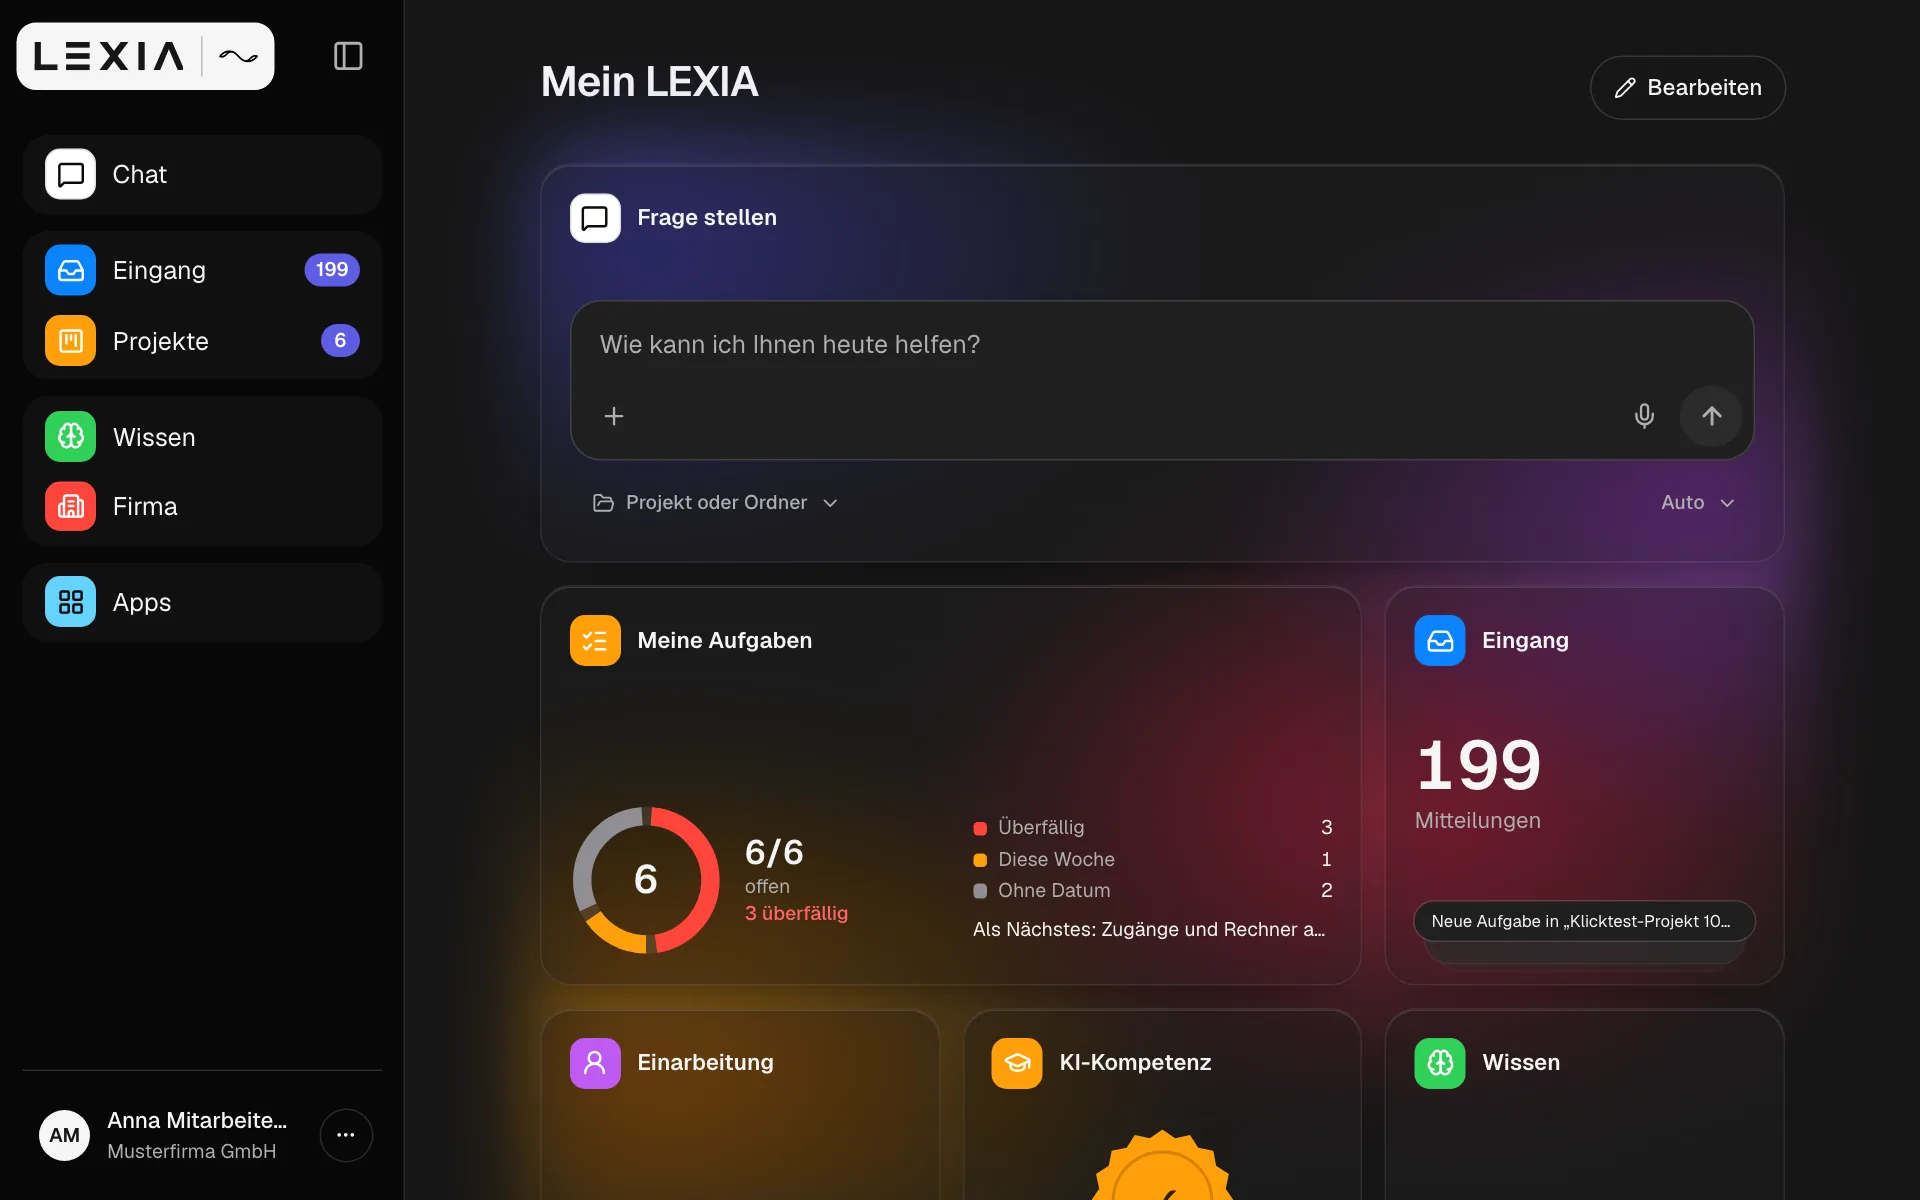 LEXIA
Chat
Eingang 199
Projekte 6
Wissen
Firma
Apps
AM
Anna Mitarbeite...
Musterfirma GmbH
Mein LEXIA
Bearbeiten
Frage stellen
Wie kann ich Ihnen heute helfen?
Projekt oder Ordner
Auto
Meine Aufgaben
6
6/6
offen
3 überfällig
Überfällig 3
Diese Woche 1
Ohne Datum 2
Als Nächstes: Zugänge und Rechner a...
Eingang
199
Mitteilungen
Neue Aufgabe in „Klicktest-Projekt 10...
Einarbeitung
KI-Kompetenz
Wissen